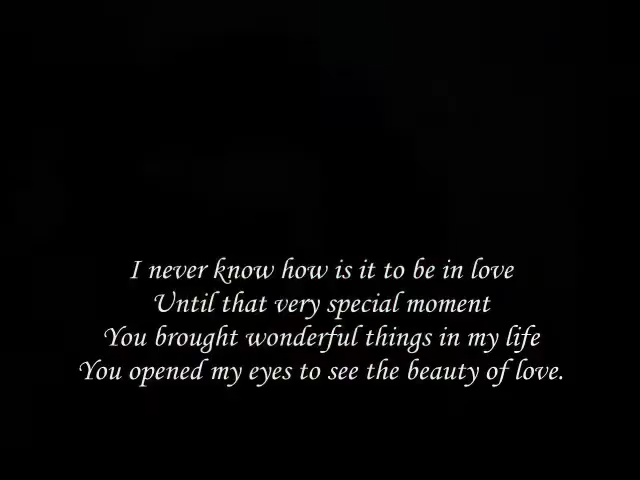 I never know how is it to be in love
Until that very special moment
You brought wonderful things in my life
You opened my eyes to see the beauty of love.